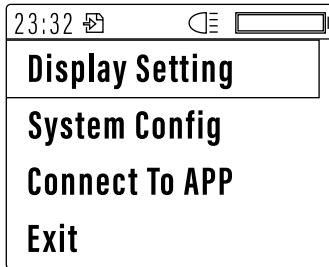 23:32
Display Setting
System Config
Connect To APP
Exit